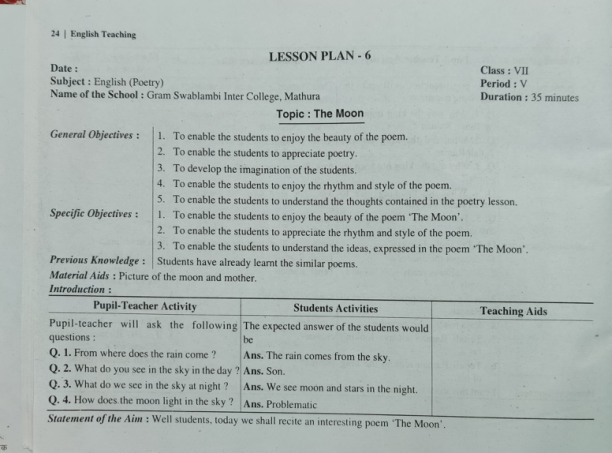 24 | English Teaching
LESSON PLAN - 6
Date :
Class : VII
Subject : English (Poetry)
Period : V
Name of the School : Gram Swablambi Inter College, Mathura
Duration : 35 minutes
Topic : The Moon
General Objectives : 1. To enable the students to enjoy the beauty of the poem.
2. To enable the students to appreciate poetry.
3. To develop the imagination of the students.
4. To enable the students to enjoy the rhythm and style of the poem.
5. To enable the students to understand the thoughts contained in the poetry lesson.
Specific Objectives : 1. To enable the students to enjoy the beauty of the poem 'The Moon'.
2. To enable the students to appreciate the rhythm and style of the poem.
3. To enable the students to understand the ideas, expressed in the poem 'The Moon'.
Previous Knowledge : Students have already learnt the similar poems.
Material Aids : Picture of the moon and mother.
Introduction :
Pupil-Teacher Activity Students Activities Teaching Aids
Pupil-teacher will ask the following The expected answer of the students would
questions : be
Q. 1. From where does the rain come ? Ans. The rain comes from the sky.
Q. 2. What do you see in the sky in the day ? Ans. Son.
Q. 3. What do we see in the sky at night ? Ans. We see moon and stars in the night.
Q. 4. How does the moon light in the sky ? Ans. Problematic
Statement of the Aim : Well students, today we shall recite an interesting poem 'The Moon'.